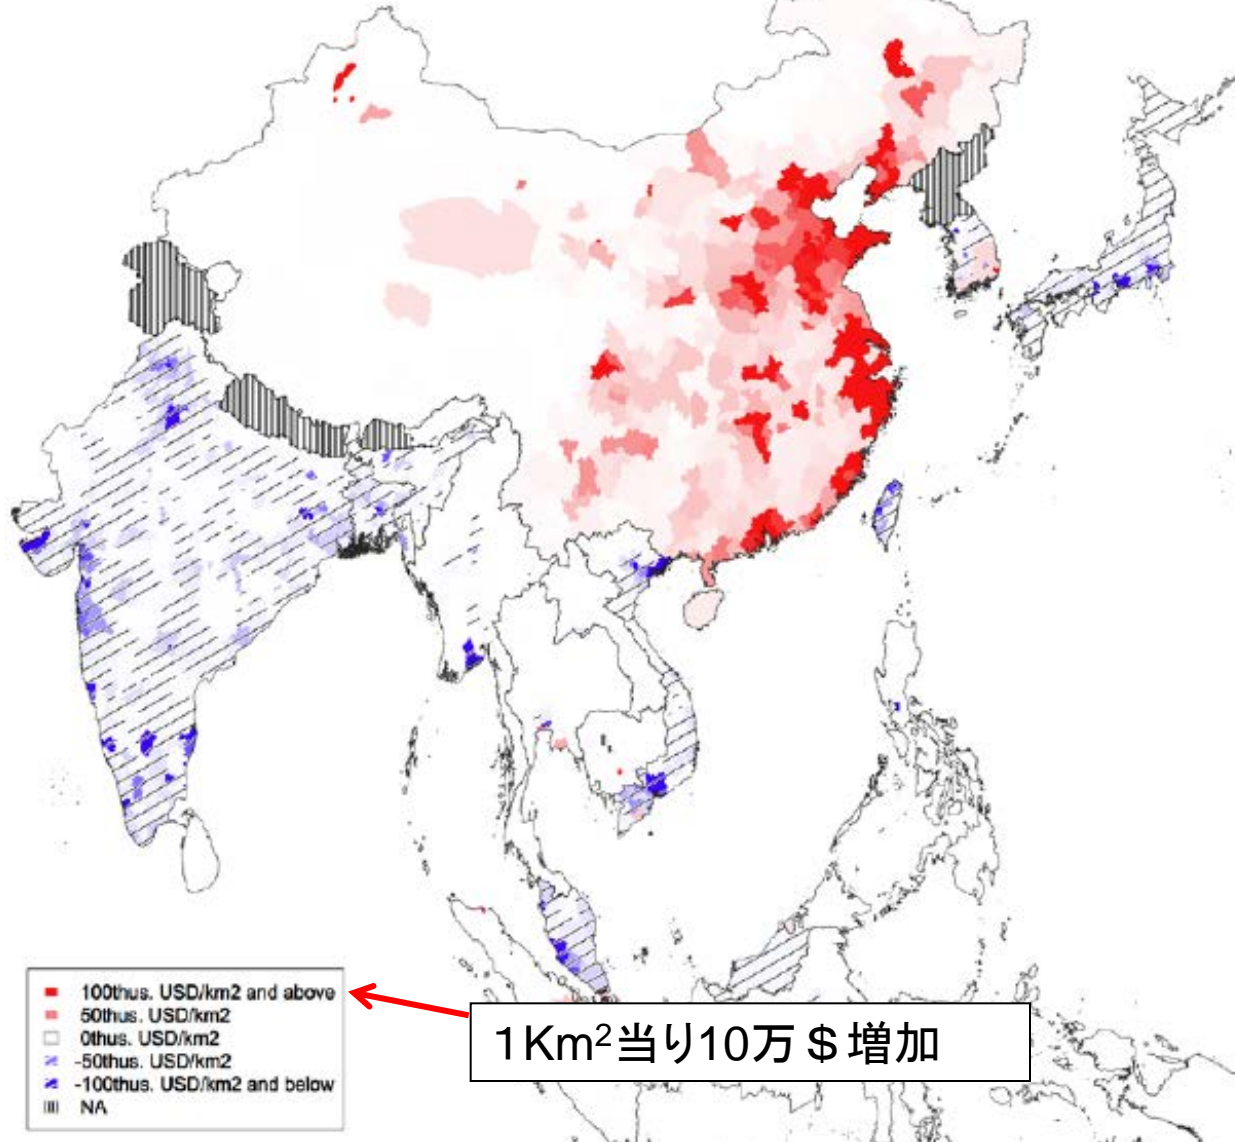 100thus. USD/km2 and above
50thus. USD/km2
0thus. USD/km2
-50thus. USD/km2
-100thus. USD/km2 and below
NA
１Km²当り10万＄増加